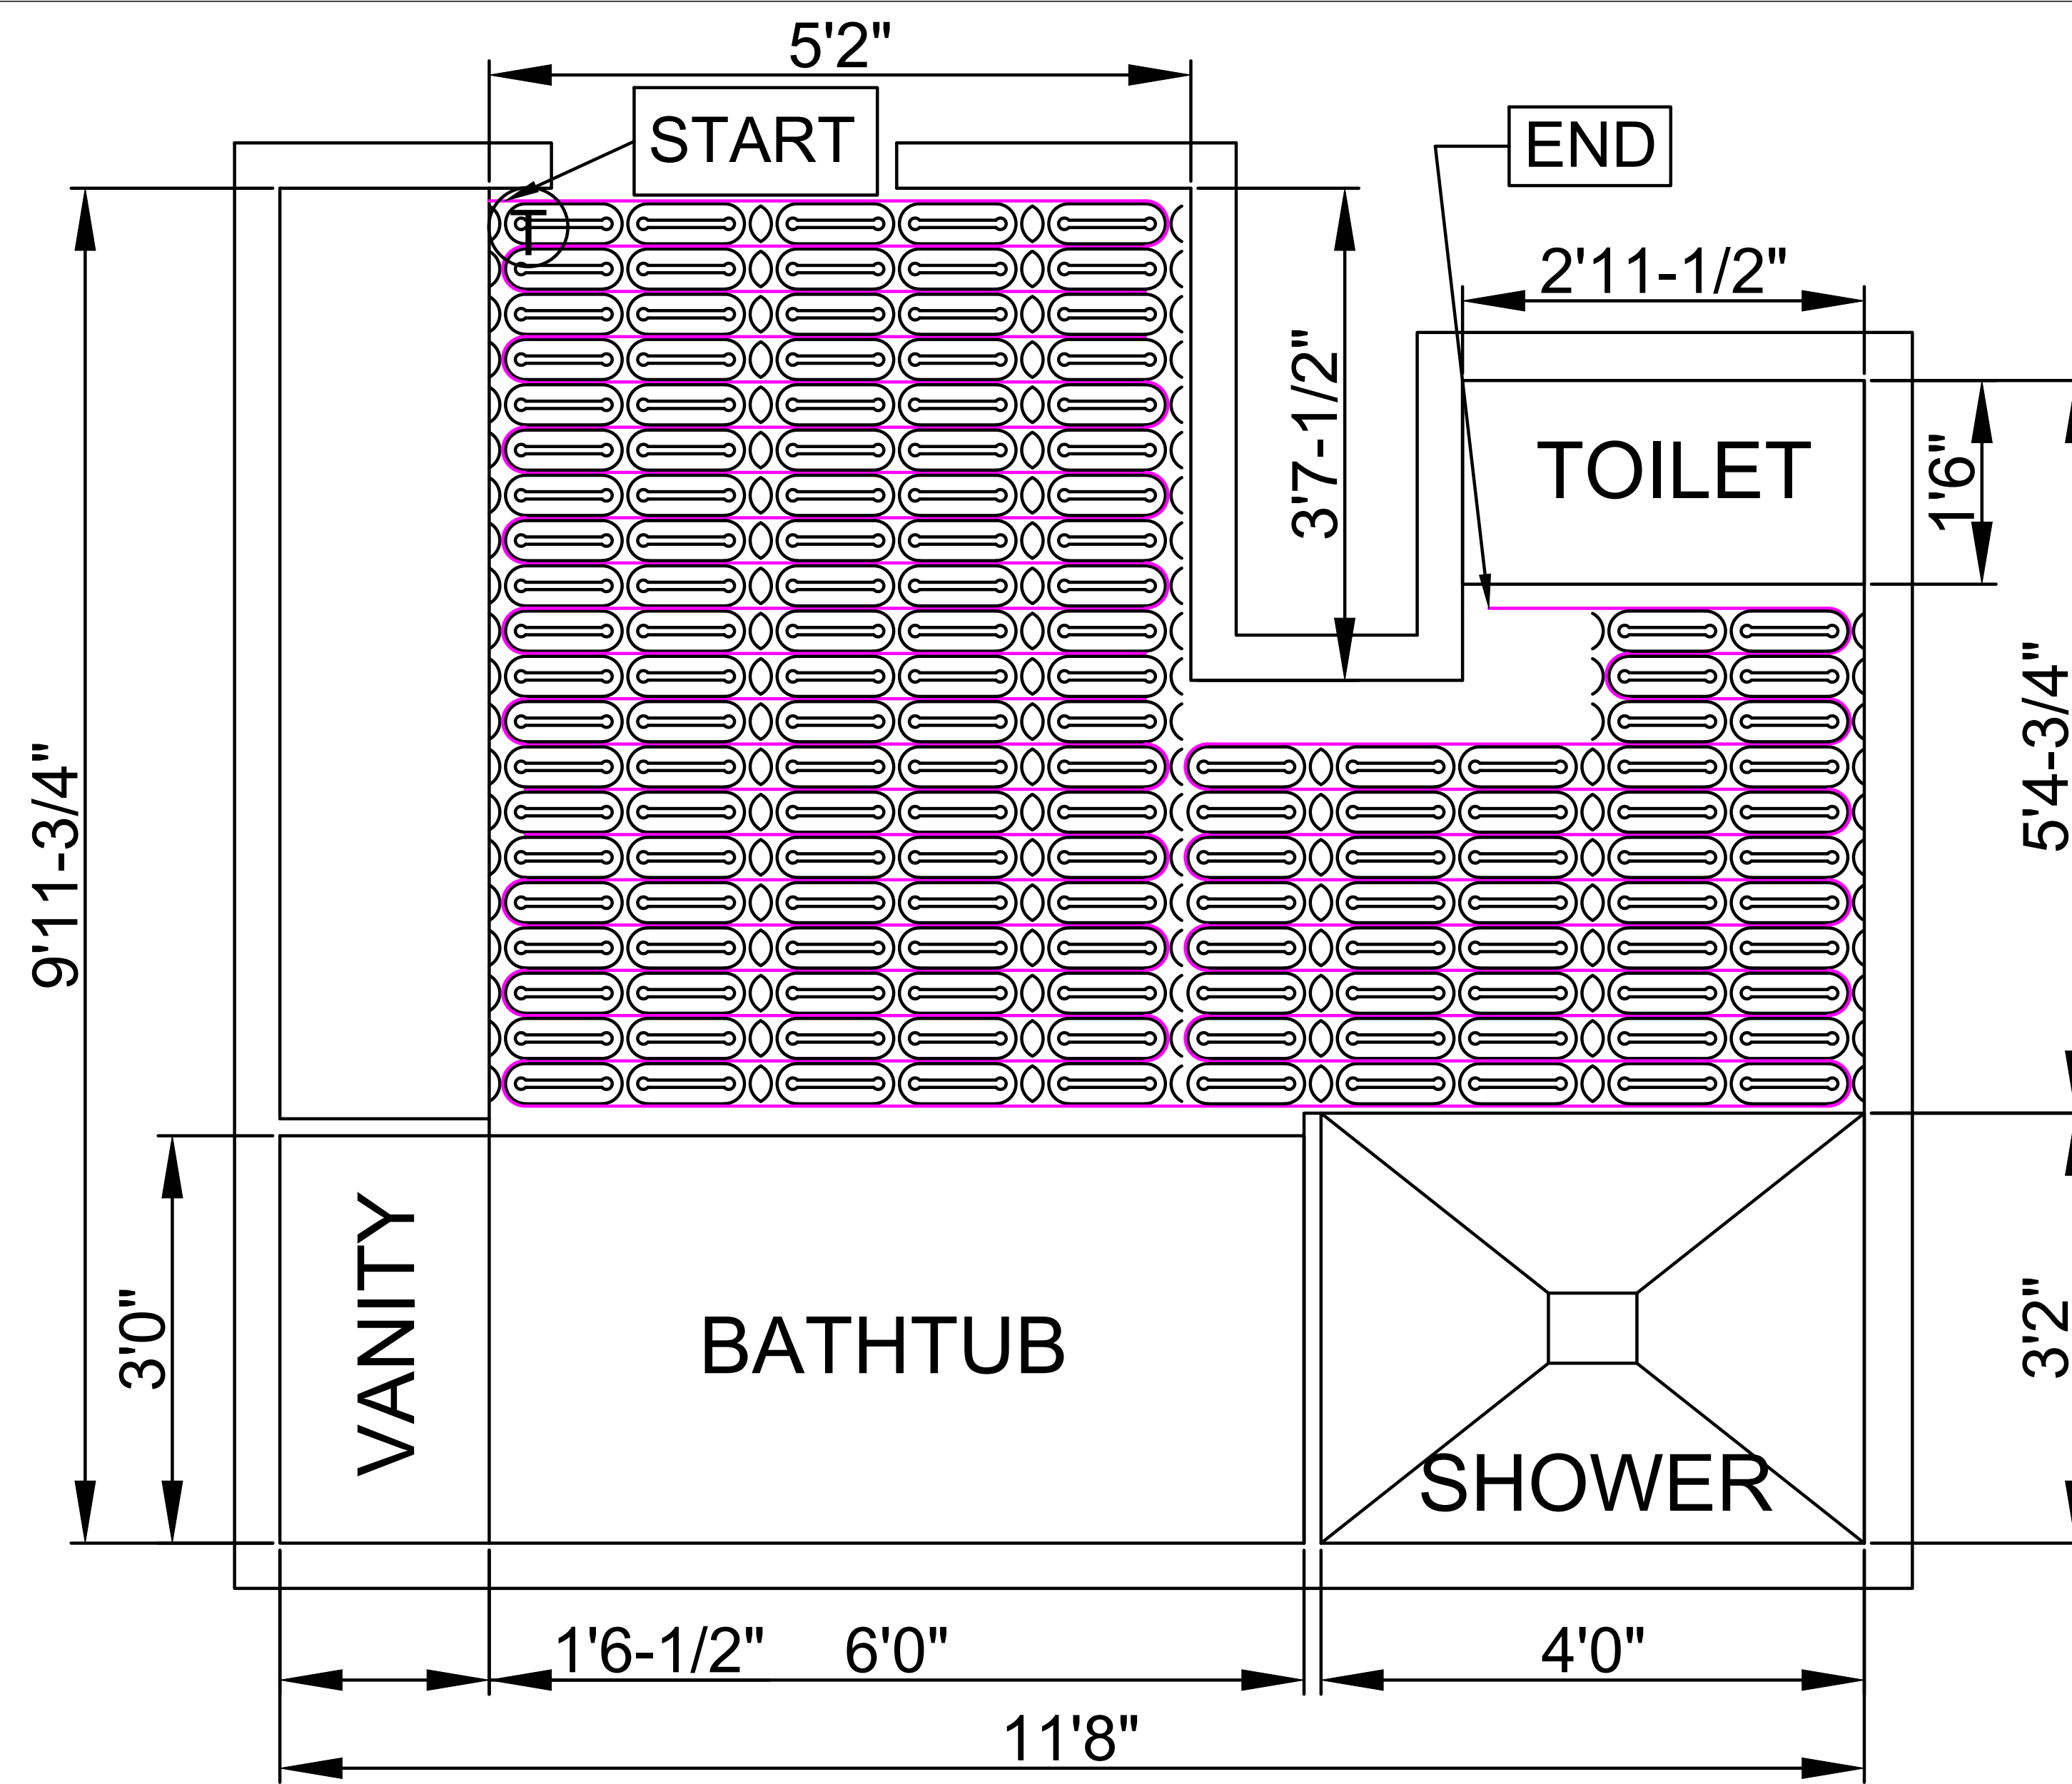 5'2"
START
END
T
2'11-1/2"
3'7-1/2"
TOILET
1'6"
5'4-3/4"
9'11-3/4"
3'0"
VANITY
BATHTUB
3'2"
SHOWER
1'6-1/2"
6'0"
4'0"
11'8"